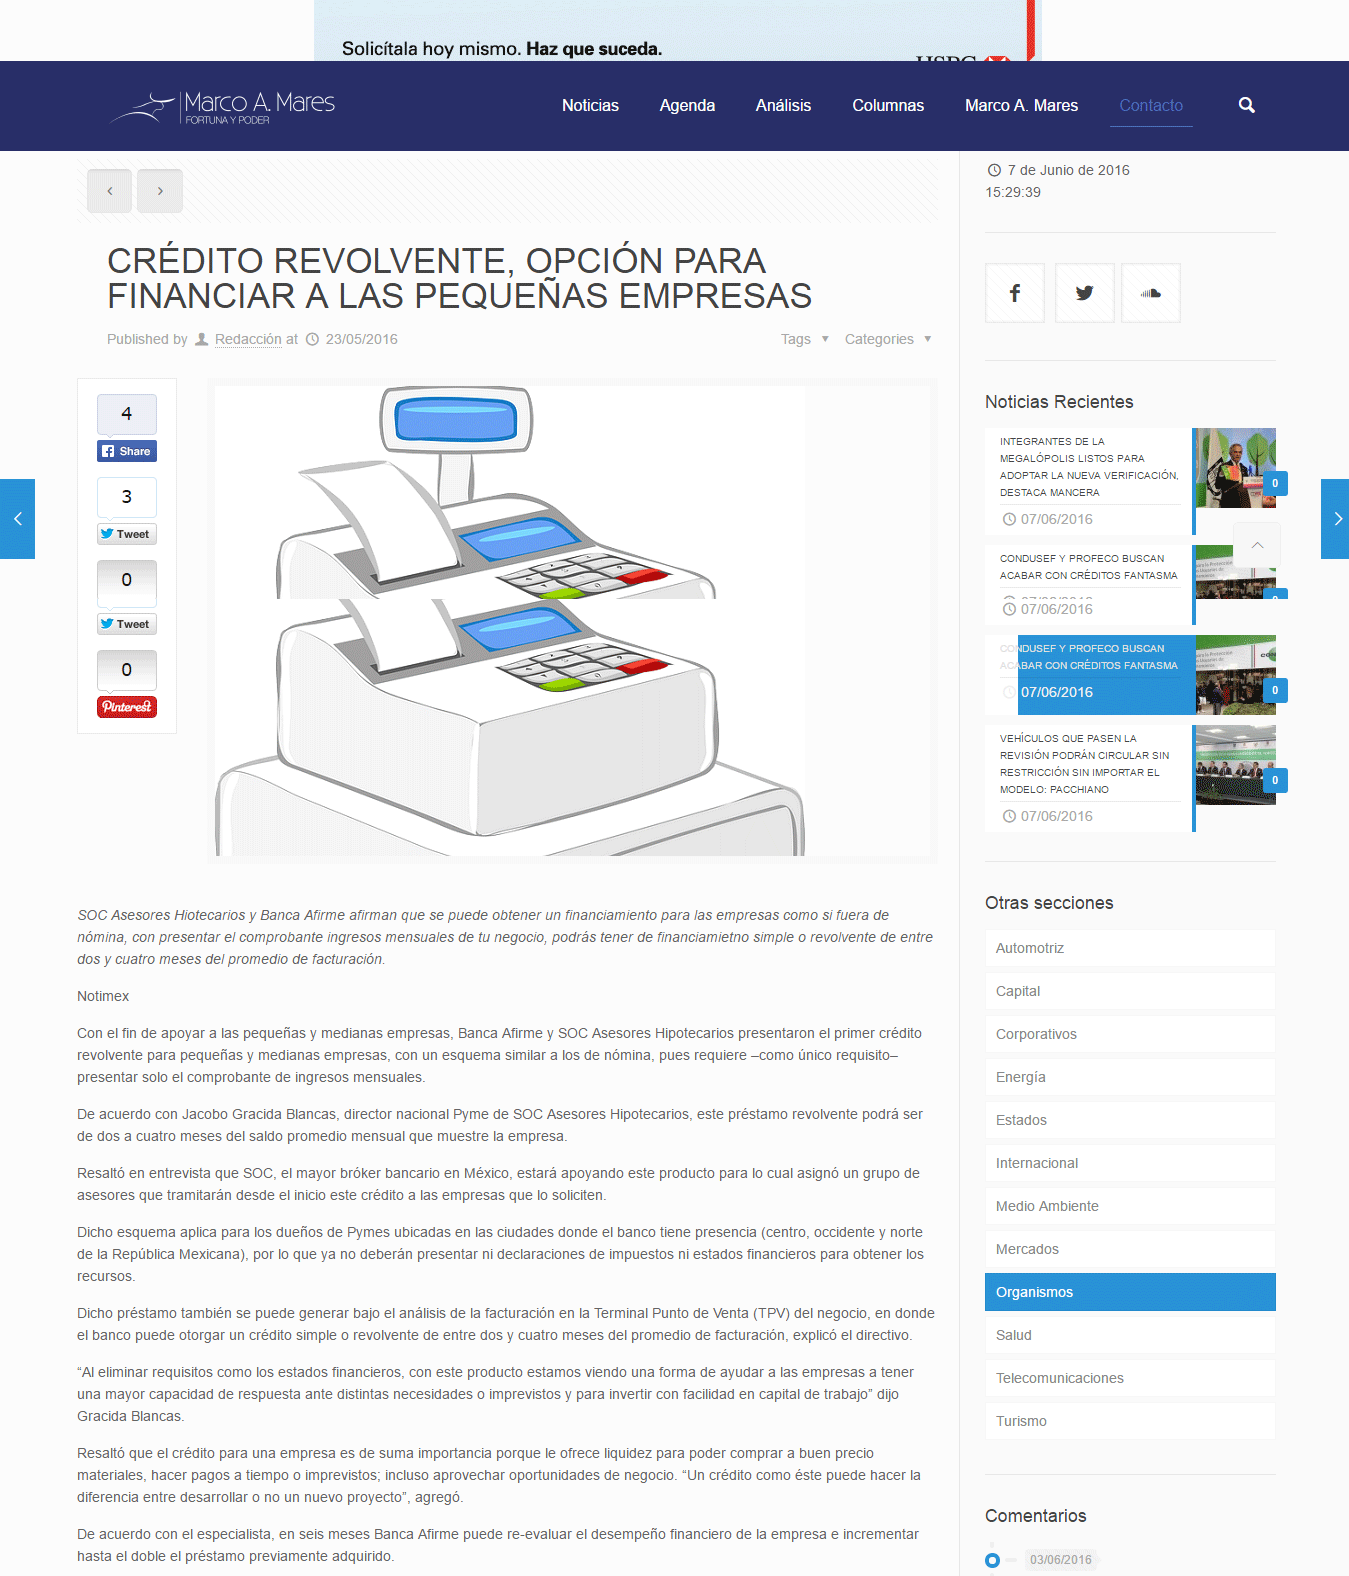 Solicítala hoy mismo. Haz que suceda.
Marco A. Mares
FORTUNA Y PODER
Noticias
Agenda
Análisis
Columnas
Marco A. Mares
Contacto
7 de Junio de 2016
15:29:39
CRÉDITO REVOLVENTE, OPCIÓN PARA
FINANCIAR A LAS PEQUEÑAS EMPRESAS
Published by Redacción at 23/05/2016
Tags
Categories
4
Share
3
Tweet
0
Tweet
0
Pinterest
Noticias Recientes
INTEGRANTES DE LA
MEGALÓPOLIS LISTOS PARA
ADOPTAR LA NUEVA VERIFICACIÓN,
DESTACA MANCERA
07/06/2016
0
CONDUSEF Y PROFECO BUSCAN
ACABAR CON CRÉDITOS FANTASMA
07/06/2016
CONDUSEF Y PROFECO BUSCAN
ACABAR CON CRÉDITOS FANTASMA
07/06/2016
0
VEHÍCULOS QUE PASEN LA
REVISIÓN PODRÁN CIRCULAR SIN
RESTRICCIÓN SIN IMPORTAR EL
MODELO: PACCHIANO
07/06/2016
0
SOC Asesores Hiotecarios y Banca Afirme afirman que se puede obtener un financiamiento para las empresas como si fuera de
nómina, con presentar el comprobante ingresos mensuales de tu negocio, podrás tener de financiamietno simple o revolvente de entre
dos y cuatro meses del promedio de facturación.
Notimex
Con el fin de apoyar a las pequeñas y medianas empresas, Banca Afirme y SOC Asesores Hipotecarios presentaron el primer crédito
revolvente para pequeñas y medianas empresas, con un esquema similar a los de nómina, pues requiere –como único requisito–
presentar solo el comprobante de ingresos mensuales.
De acuerdo con Jacobo Gracida Blancas, director nacional Pyme de SOC Asesores Hipotecarios, este préstamo revolvente podrá ser
de dos a cuatro meses del saldo promedio mensual que muestre la empresa.
Resaltó en entrevista que SOC, el mayor bróker bancario en México, estará apoyando este producto para lo cual asignó un grupo de
asesores que tramitarán desde el inicio este crédito a las empresas que lo soliciten.
Dicho esquema aplica para los dueños de Pymes ubicadas en las ciudades donde el banco tiene presencia (centro, occidente y norte
de la República Mexicana), por lo que ya no deberán presentar ni declaraciones de impuestos ni estados financieros para obtener los
recursos.
Dicho préstamo también se puede generar bajo el análisis de la facturación en la Terminal Punto de Venta (TPV) del negocio, en donde
el banco puede otorgar un crédito simple o revolvente de entre dos y cuatro meses del promedio de facturación, explicó el directivo.
“Al eliminar requisitos como los estados financieros, con este producto estamos viendo una forma de ayudar a las empresas a tener
una mayor capacidad de respuesta ante distintas necesidades o imprevistos y para invertir con facilidad en capital de trabajo” dijo
Gracida Blancas.
Resaltó que el crédito para una empresa es de suma importancia porque le ofrece liquidez para poder comprar a buen precio
materiales, hacer pagos a tiempo o imprevistos; incluso aprovechar oportunidades de negocio. “Un crédito como éste puede hacer la
diferencia entre desarrollar o no un nuevo proyecto”, agregó.
De acuerdo con el especialista, en seis meses Banca Afirme puede re-evaluar el desempeño financiero de la empresa e incrementar
hasta el doble el préstamo previamente adquirido.
Otras secciones
Automotriz
Capital
Corporativos
Energía
Estados
Internacional
Medio Ambiente
Mercados
Organismos
Salud
Telecomunicaciones
Turismo
Comentarios
03/06/2016